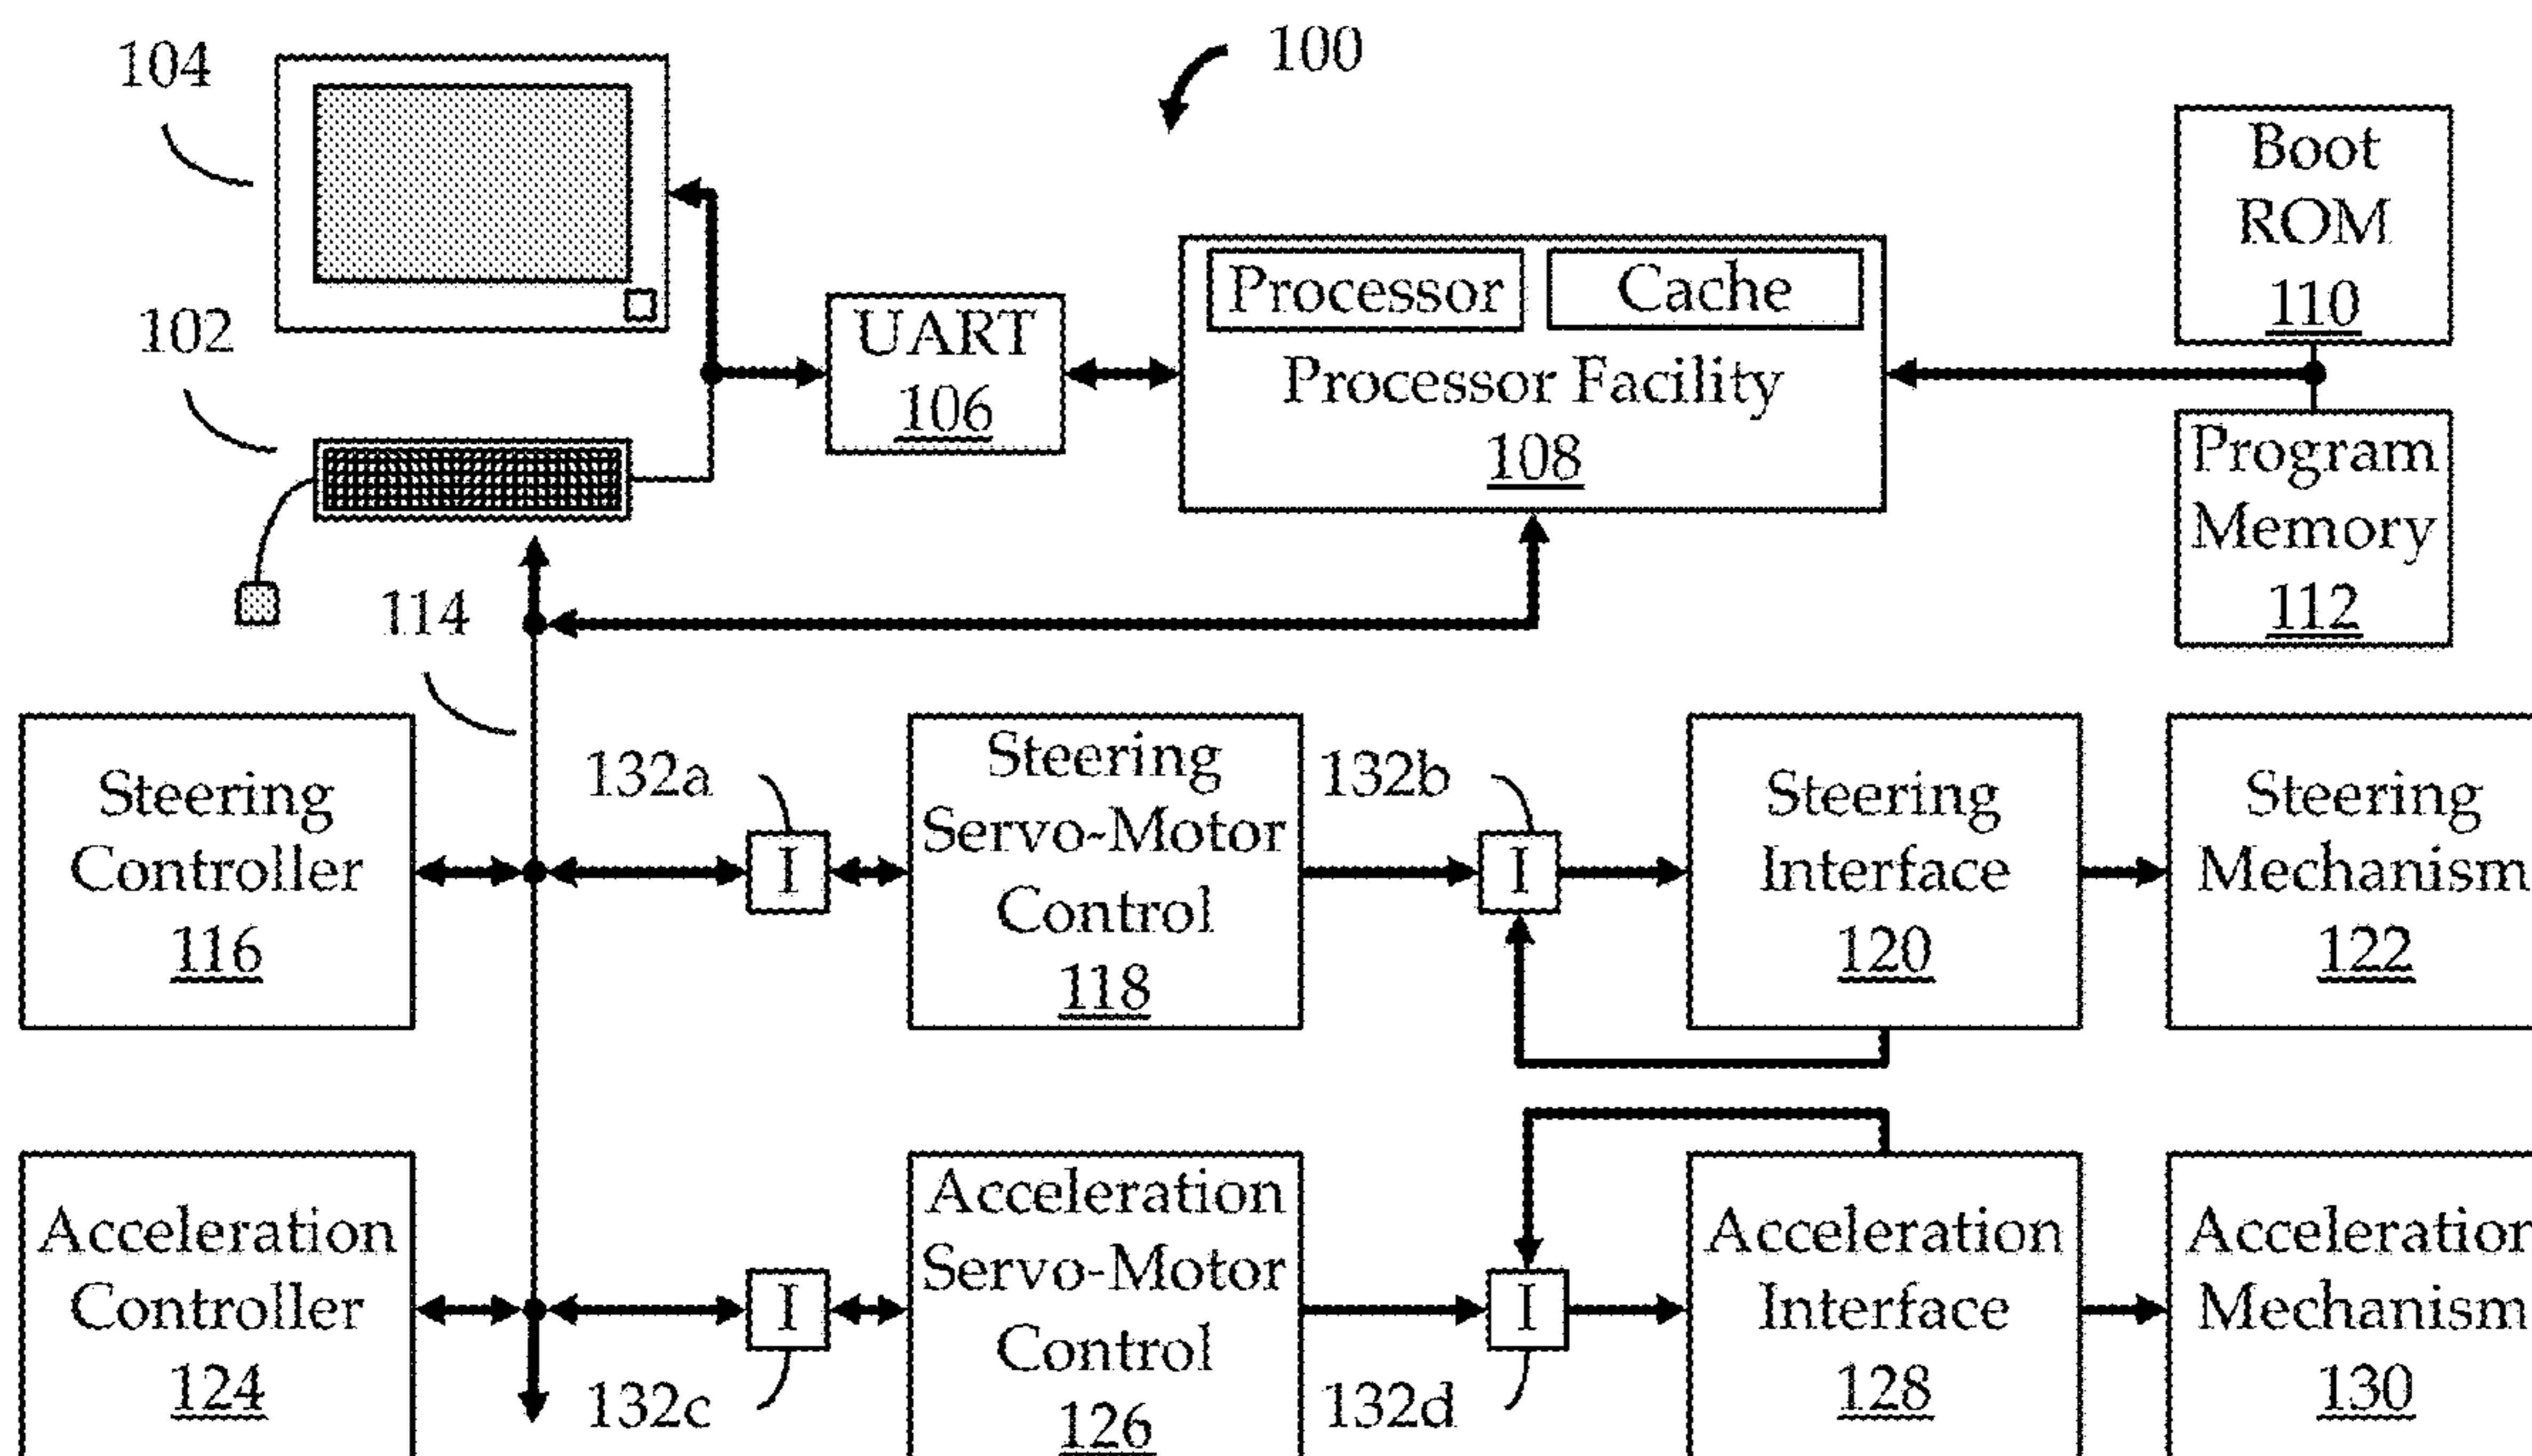 100
104
Boot
ROM
110
Processor
Cache
102
UART
106
Processor Facility
108
Program
Memory
112
114
Steering
Controller
116
132a
Steering
Servo-Motor
Control
118
132b
Steering
Interface
120
Steering
Mechanism
122
Acceleration
Controller
124
132c
Acceleration
Servo-Motor
Control
126
132d
Acceleration
Interface
128
Acceleration
Mechanism
130
I
I
I
I